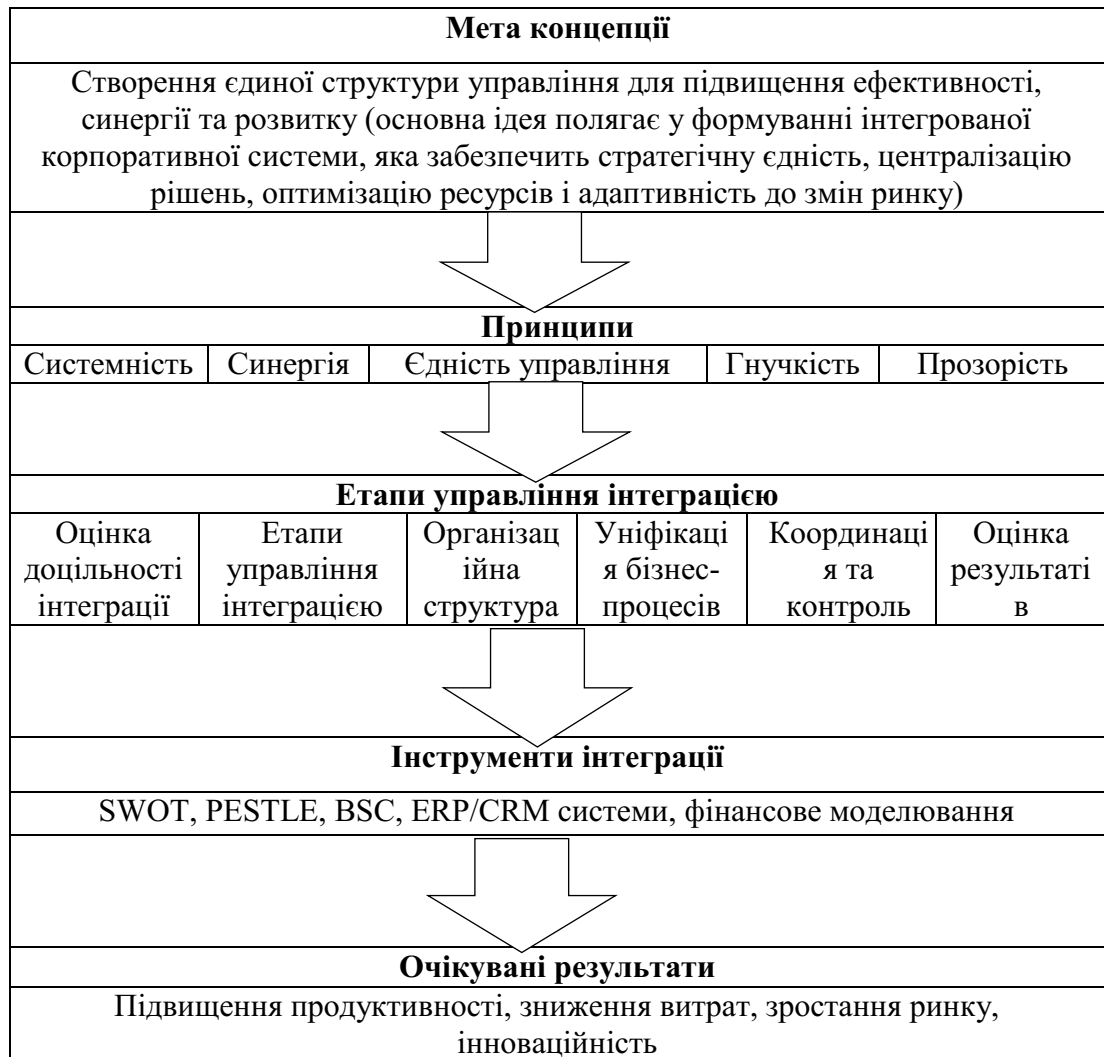 Мета концепції
Створення єдиної структури управління для підвищення ефективності,
синергії та розвитку (основна ідея полягає у формуванні інтегрованої
корпоративної системи, яка забезпечить стратегічну єдність, централізацію
рішень, оптимізацію ресурсів і адаптивність до змін ринку)
Принципи
Системність
Синергія
Єдність управління
Гнучкість
Прозорість
Етапи управління інтеграцією
Оцінка
доцільності
інтеграції
Етапи
управління
інтеграцією
Організац
ійна
структура
Уніфікаці
я бізнес-
процесів
Координаці
я та
контроль
Оцінка
результаті
в
Інструменти інтеграції
SWOT, PESTLE, BSC, ERP/CRM системи, фінансове моделювання
Очікувані результати
Підвищення продуктивності, зниження витрат, зростання ринку,
інноваційність